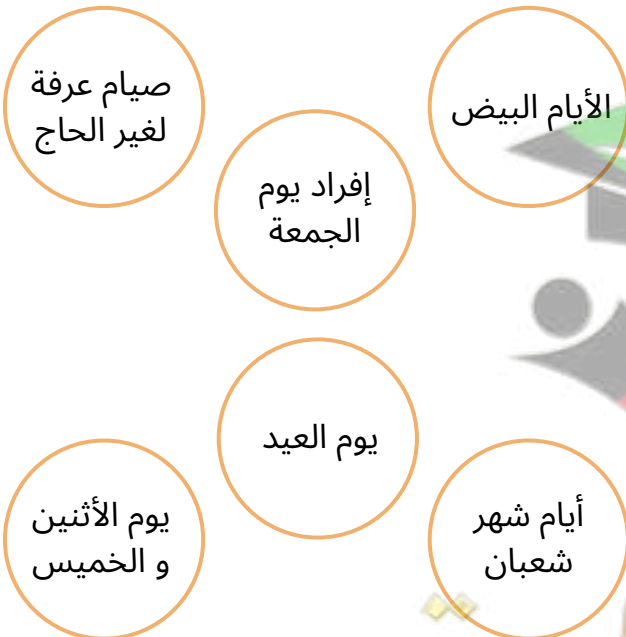 الأيام البيض
صيام عرفة
لغير الحاج
إفراد يوم
الجمعة
يوم العيد
أيام شهر
شعبان
يوم الأثنين
و الخميس